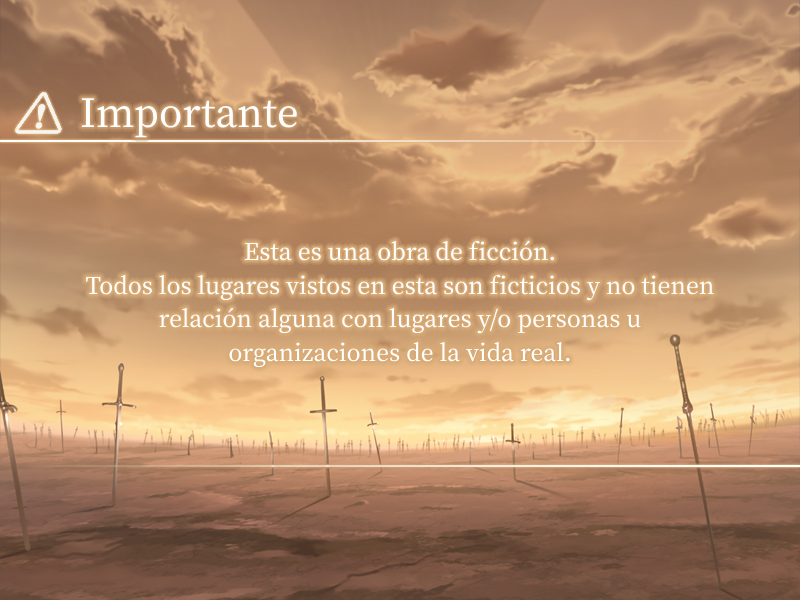 Importante
Esta es una obra de ficción.
Todos los lugares vistos en esta son ficticios y no tienen
relación alguna con lugares y/o personas u
organizaciones de la vida real.